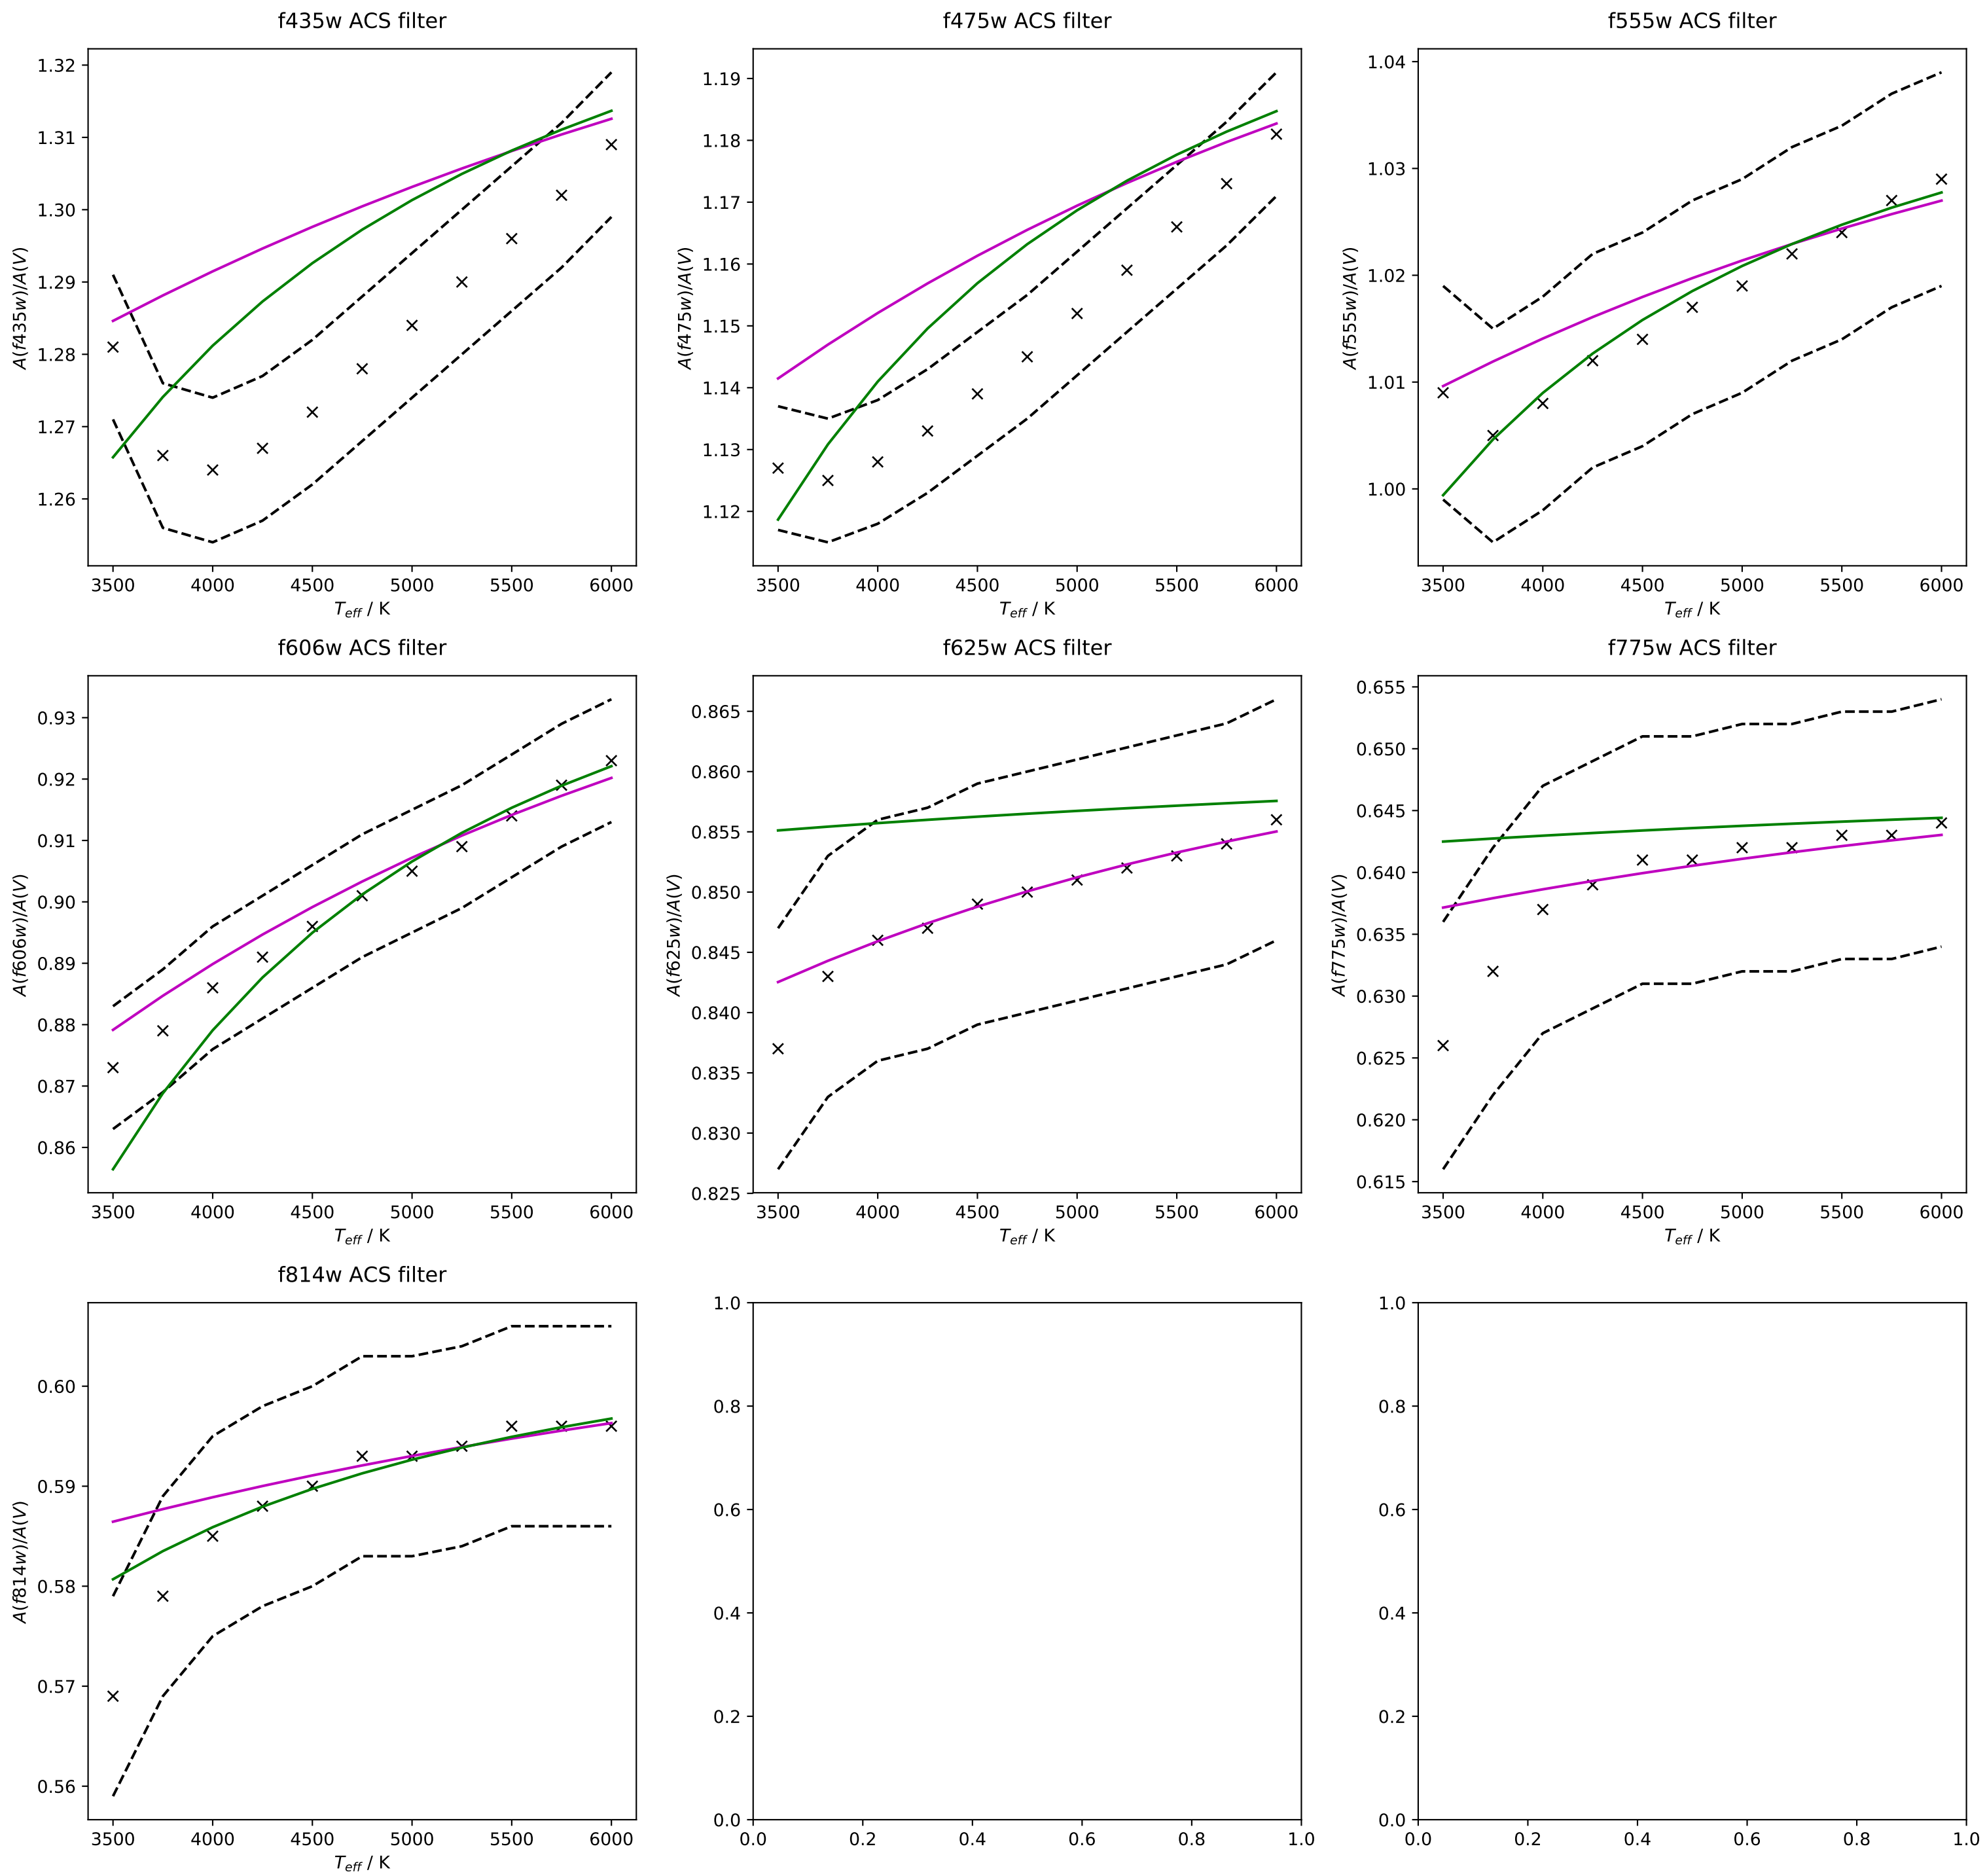 f435w ACS filter
1.32
1.31
1.30
1.29
1.28
1.27
1.26
A(f435w)/A(V)
3500 4000 4500 5000 5500 6000
T_eff / K
f475w ACS filter
1.19
1.18
1.17
1.16
1.15
1.14
1.13
1.12
A(f475w)/A(V)
3500 4000 4500 5000 5500 6000
T_eff / K
f555w ACS filter
1.04
1.03
1.02
1.01
1.00
A(f555w)/A(V)
3500 4000 4500 5000 5500 6000
T_eff / K
f606w ACS filter
0.93
0.92
0.91
0.90
0.89
0.88
0.87
0.86
A(f606w)/A(V)
3500 4000 4500 5000 5500 6000
T_eff / K
f625w ACS filter
0.865
0.860
0.855
0.850
0.845
0.840
0.835
0.830
0.825
A(f625w)/A(V)
3500 4000 4500 5000 5500 6000
T_eff / K
f775w ACS filter
0.655
0.650
0.645
0.640
0.635
0.630
0.625
0.620
0.615
A(f775w)/A(V)
3500 4000 4500 5000 5500 6000
T_eff / K
f814w ACS filter
0.60
0.59
0.58
0.57
0.56
A(f814w)/A(V)
3500 4000 4500 5000 5500 6000
T_eff / K
1.0
0.8
0.6
0.4
0.2
0.0
0.0 0.2 0.4 0.6 0.8 1.0
1.0
0.8
0.6
0.4
0.2
0.0
0.0 0.2 0.4 0.6 0.8 1.0